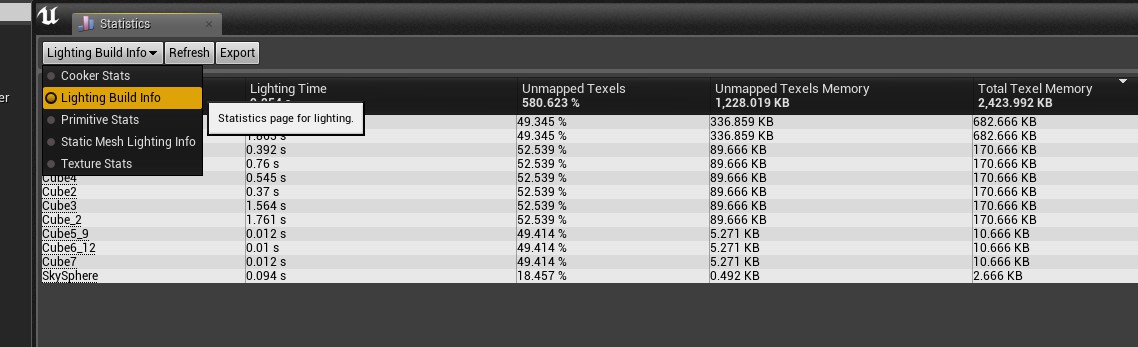 Statistics
Lighting Build Info Refresh Export
Cooker Stats
Lighting Build Info
Primitive Stats
Static Mesh Lighting Info
Texture Stats
Statistics page for lighting.
er
Lighting Time Unmapped Texels Unmapped Texels Memory Total Texel Memory
580.623 % 1,228.019 KB 2,423.992 KB
49.345 % 336.859 KB 682.666 KB
49.345 % 336.859 KB 682.666 KB
0.392 s 52.539 % 89.666 KB 170.666 KB
0.76 s 52.539 % 89.666 KB 170.666 KB
Cube4 0.545 s 52.539 % 89.666 KB 170.666 KB
Cube2 0.37 s 52.539 % 89.666 KB 170.666 KB
Cube3 1.564 s 52.539 % 89.666 KB 170.666 KB
Cube_2 1.761 s 52.539 % 89.666 KB 170.666 KB
Cube5_9 0.012 s 49.414 % 5.271 KB 10.666 KB
Cube6_12 0.01 s 49.414 % 5.271 KB 10.666 KB
Cube7 0.012 s 49.414 % 5.271 KB 10.666 KB
SkySphere 0.094 s 18.457 % 0.492 KB 2.666 KB